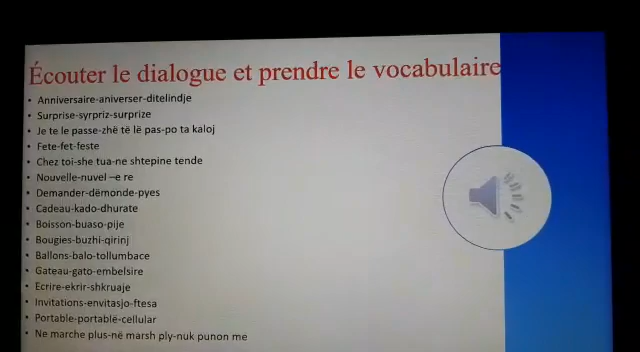 Écouter le dialogue et prendre le vocabulaire
• Anniversaire-aniverser-ditelindje
• Surprise-syrpriz-surprize
• Je te le passe-zhë të lë pas-po ta kaloj
• Fete-fet-feste
• Chez toi-she tua-ne shtepine tende
• Nouvelle-nuvel –e re
• Demander-dëmonde-pyes
• Cadeau-kado-dhurate
• Boisson-buaso-pije
• Bougies-buzhi-qirinj
• Ballons-balo-tollumbace
• Gateau-gato-embelsire
• Ecrire-ekrir-shkruaje
• Invitations-envitasjo-ftesa
• Portable-portablë-cellular
• Ne marche plus-në marsh ply-nuk punon me